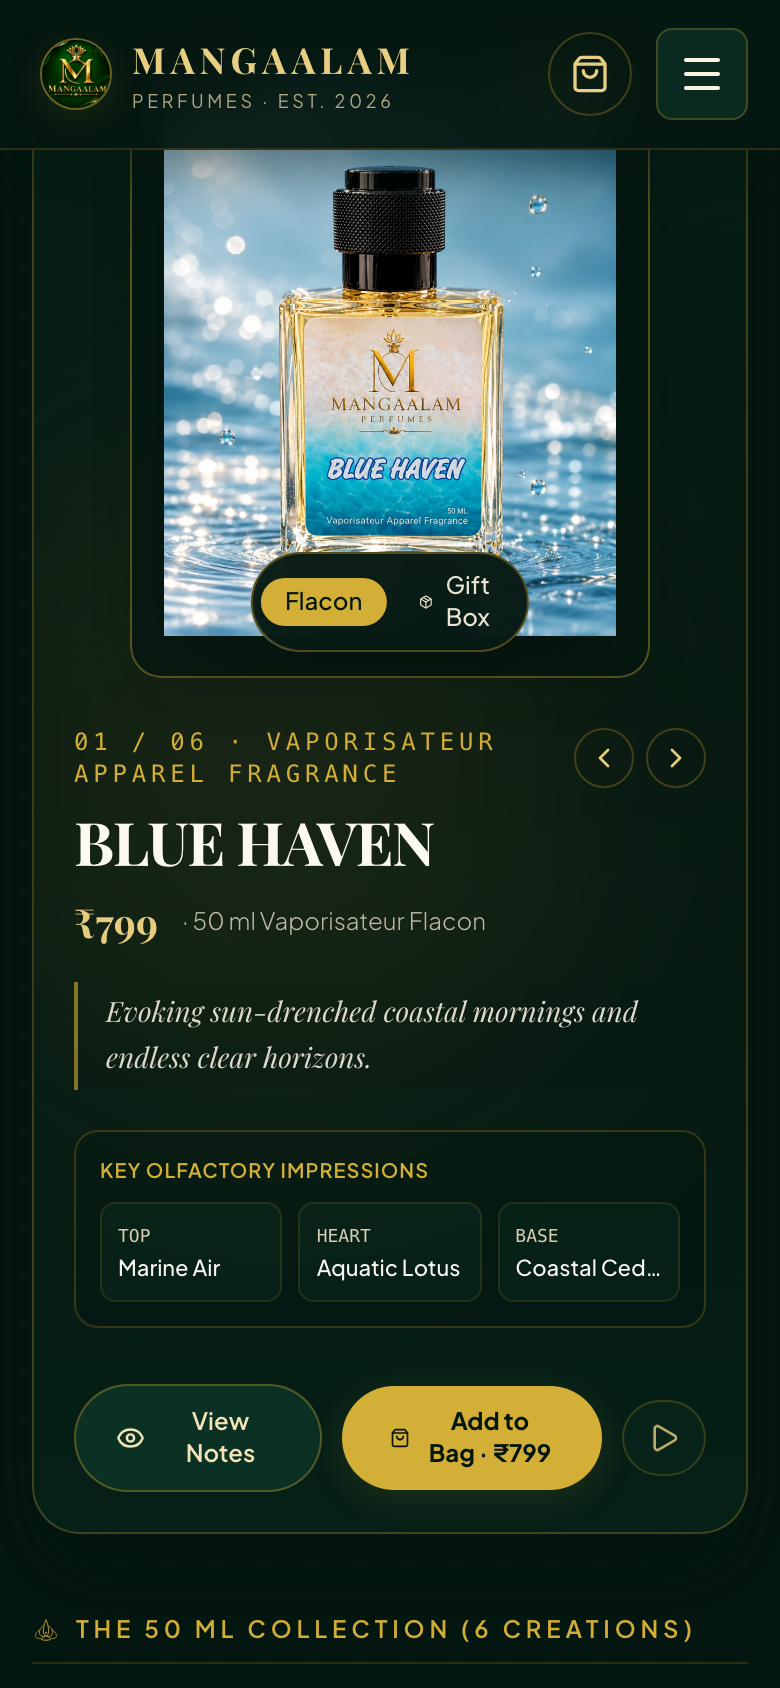 MANGAALAM
PERFUMES · EST. 2026
M
MANGAALAM
M
MANGAALAM
PERFUMES
BLUE HAVEN
50 ML
Vaporisateur Apparel Fragrance
Flacon
Gift
Box
01 / 06 · VAPORISATEUR
APPAREL FRAGRANCE
BLUE HAVEN
₹799 · 50 ml Vaporisateur Flacon
Evoking sun-drenched coastal mornings and
endless clear horizons.
KEY OLFACTORY IMPRESSIONS
TOP
Marine Air
HEART
Aquatic Lotus
BASE
Coastal Ced...
View
Notes
Add to
Bag · ₹799
THE 50 ML COLLECTION (6 CREATIONS)